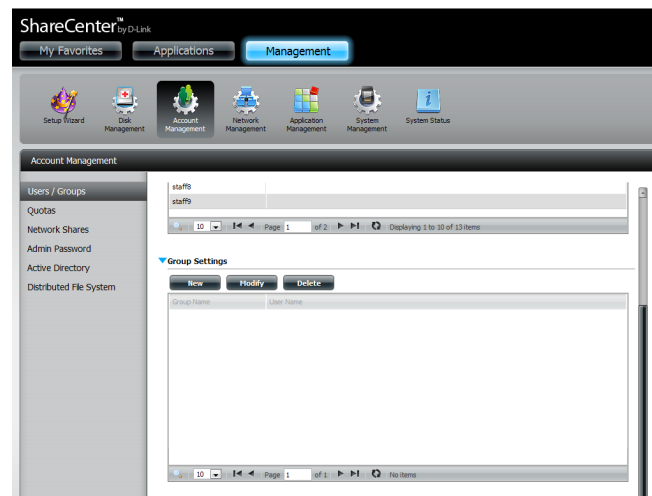 ShareCenter™ by D-Link
My Favorites Applications Management
Setup Wizard Disk Management Account Management Network Management Application Management System Management System Status
Account Management
Users / Groups
Quotas
Network Shares
Admin Password
Active Directory
Distributed File System
staff8
staff9
10 Page 1 of 2 Displaying 1 to 10 of 13 items
Group Settings
New Modify Delete
Group Name User Name
10 Page 1 of 1 No items